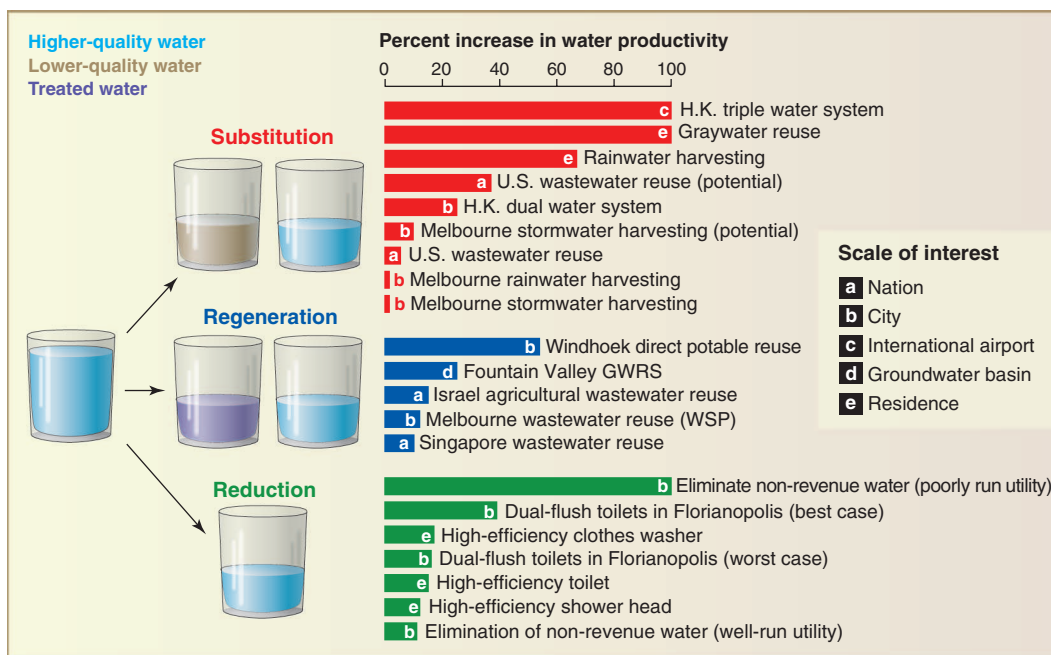 Higher-quality water
Lower-quality water
Treated water
Percent increase in water productivity
0 20 40 60 80 100
Substitution
c H.K. triple water system
e Graywater reuse
e Rainwater harvesting
a U.S. wastewater reuse (potential)
b H.K. dual water system
b Melbourne stormwater harvesting (potential)
a U.S. wastewater reuse
b Melbourne rainwater harvesting
b Melbourne stormwater harvesting
Regeneration
b Windhoek direct potable reuse
d Fountain Valley GWRS
a Israel agricultural wastewater reuse
b Melbourne wastewater reuse (WSP)
a Singapore wastewater reuse
Reduction
b Eliminate non-revenue water (poorly run utility)
b Dual-flush toilets in Florianopolis (best case)
e High-efficiency clothes washer
b Dual-flush toilets in Florianopolis (worst case)
e High-efficiency toilet
e High-efficiency shower head
b Elimination of non-revenue water (well-run utility)
Scale of interest
a Nation
b City
c International airport
d Groundwater basin
e Residence